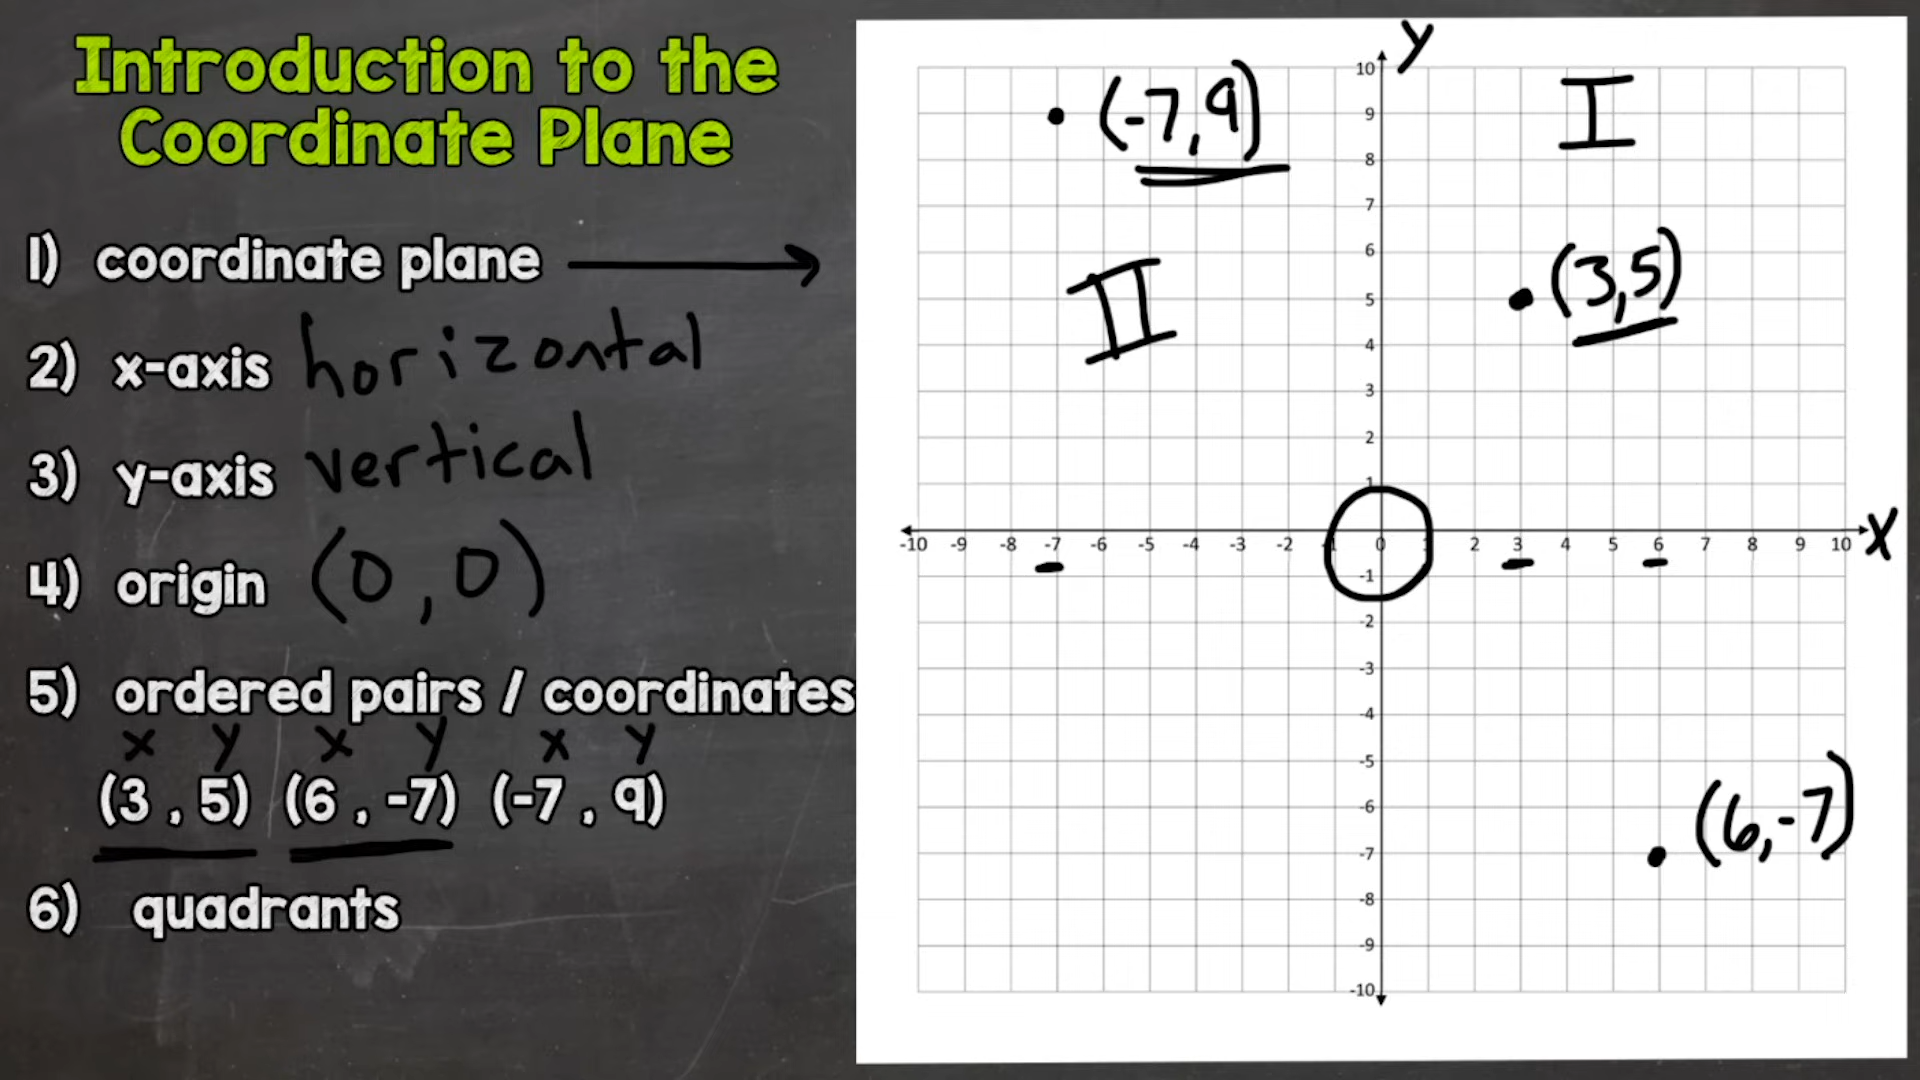 Introduction to the
Coordinate Plane
1) coordinate plane
2) x-axis horizontal
3) y-axis vertical
4) origin (0, 0)
5) ordered pairs / coordinates
x y x y x y
(3 , 5) (6 , -7) (-7 , 9)
6) quadrants
y
10
(-7, 9)
I
9
8
7
6
(3, 5)
II
5
4
3
2
1
-10 -9 -8 -7 -6 -5 -4 -3 -2 0 2 3 4 5 6 7 8 9 10 x
-1
-2
-3
-4
-5
-6
(6, -7)
-7
-8
-9
-10